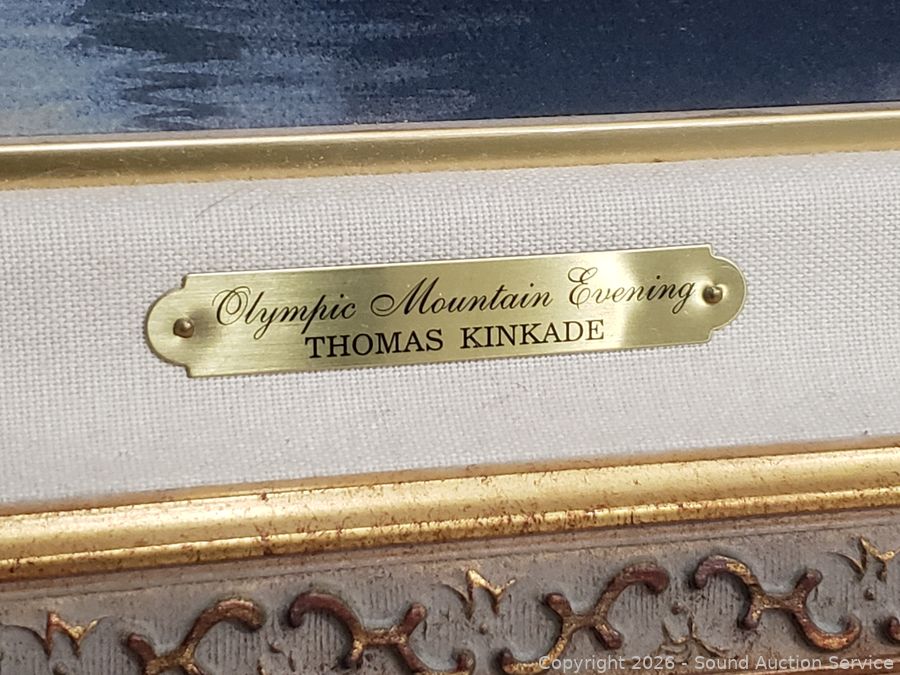 Olympic Mountain Evening
THOMAS KINKADE
Copyright 2026 - Sound Auction Service